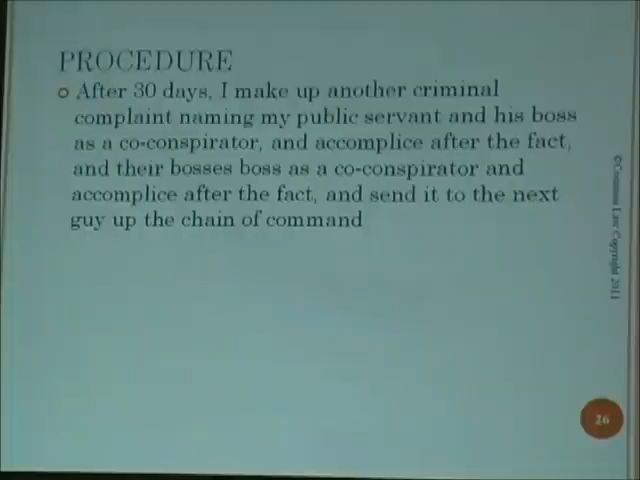 PROCEDURE
After 30 days, I make up another criminal
complaint naming my public servant and his boss
as a co-conspirator, and accomplice after the fact,
and their bosses boss as a co-conspirator and
accomplice after the fact, and send it to the next
guy up the chain of command
©Common Law Copyright 2011
26